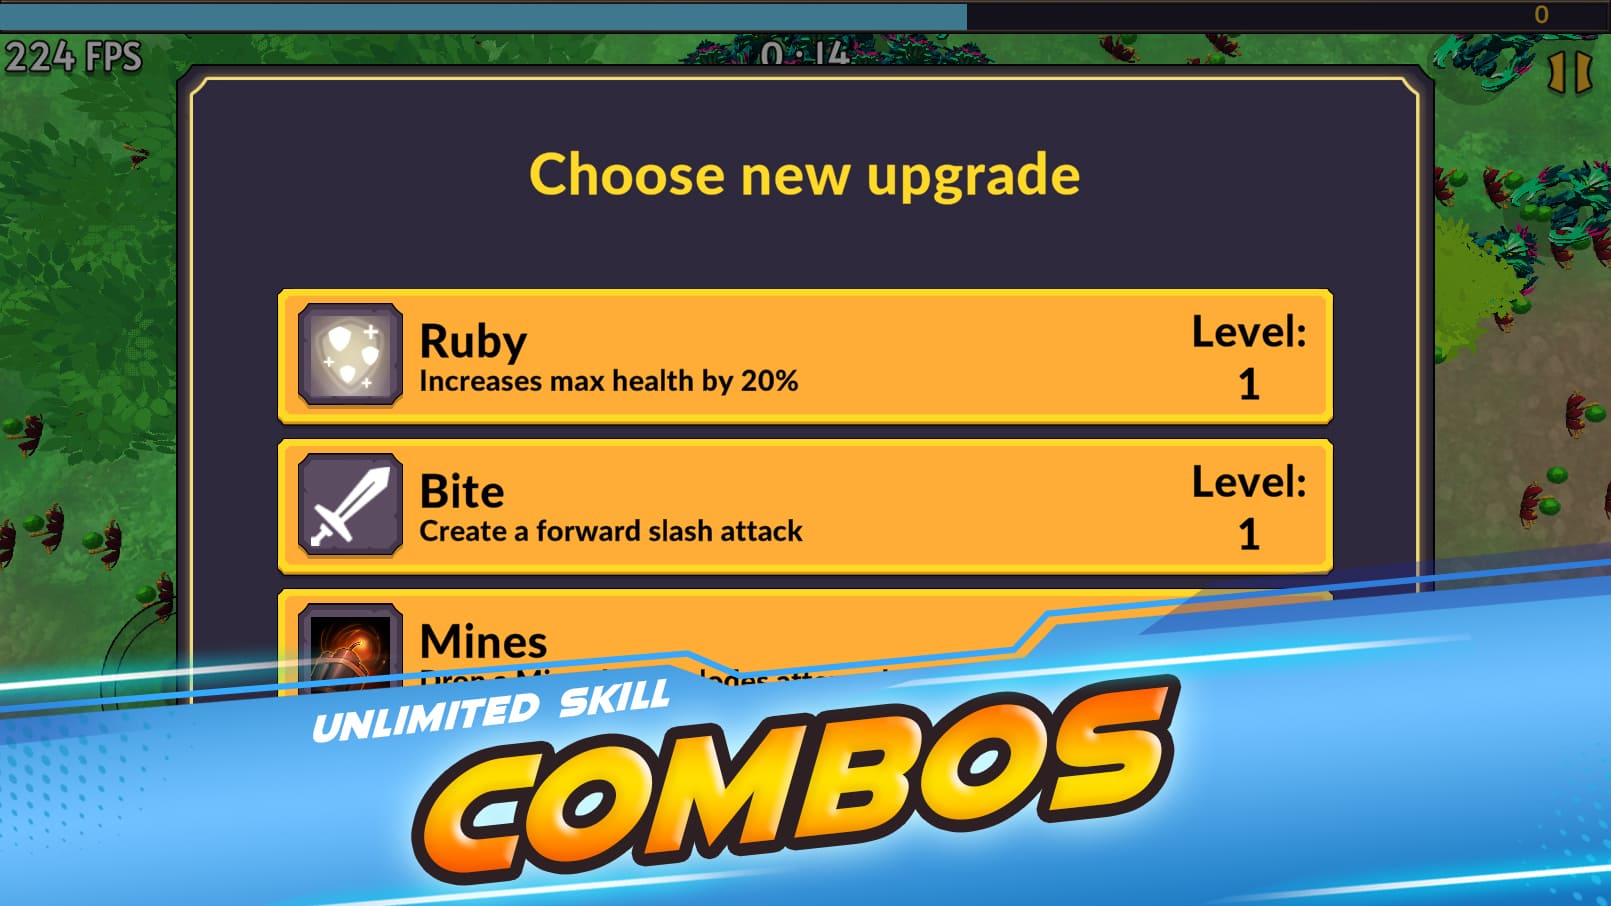 0
224 FPS
0:14
Choose new upgrade
Ruby
Increases max health by 20%
Level:
1
Bite
Create a forward slash attack
Level:
1
Mines
Drop a
UNLIMITED SKILL
COMBOS